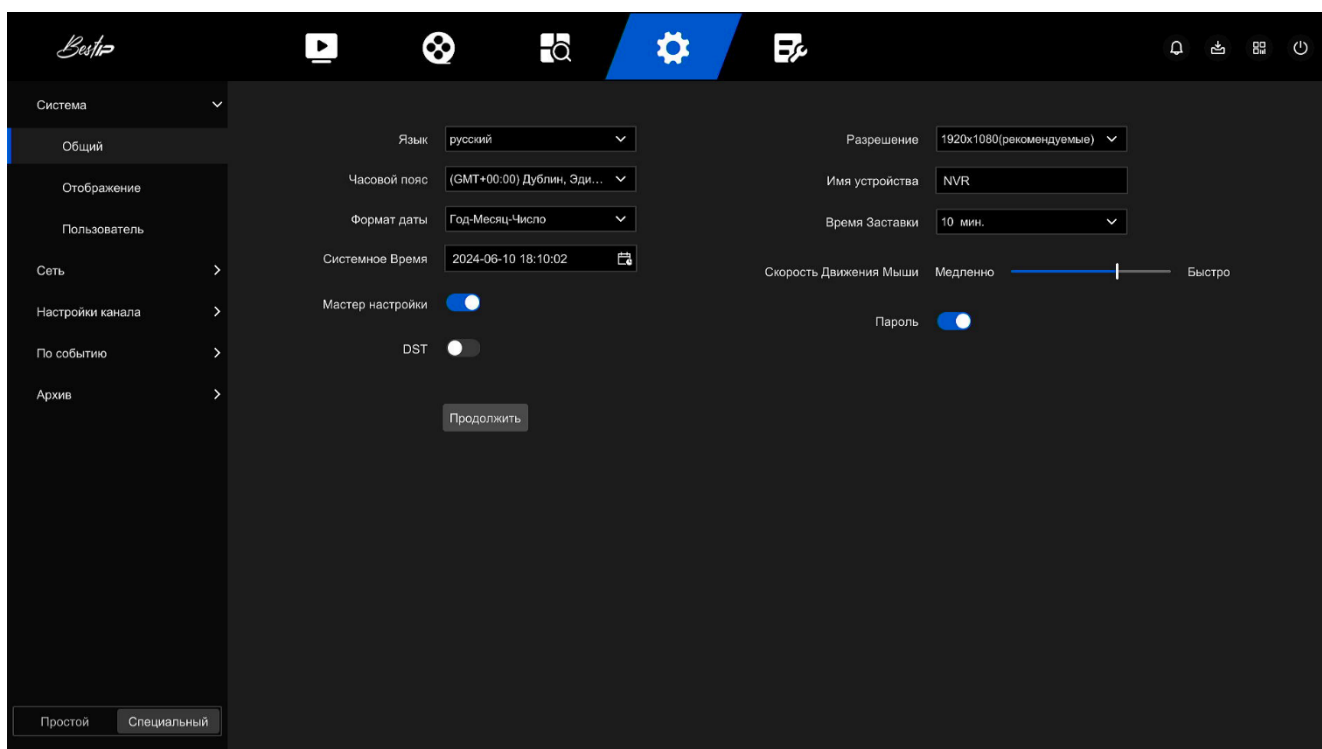 Bestip
Система
Общий
Отображение
Пользователь
Сеть
Настройки канала
По событию
Архив
Простой
Специальный
Язык русский
Часовой пояс (GMT+00:00) Дублин, Эди...
Формат даты Год-Месяц-Число
Системное Время 2024-06-10 18:10:02
Мастер настройки
DST
Продолжить
Разрешение 1920x1080(рекомендуемые)
Имя устройства NVR
Время Заставки 10 мин.
Скорость Движения Мыши Медленно Быстро
Пароль